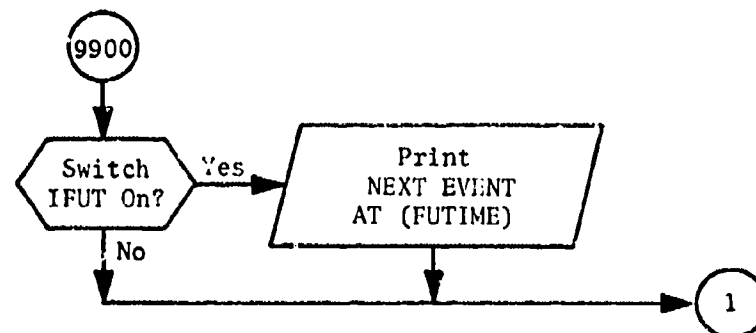 9900
Switch
IFUT On?
Yes
Print
NEXT EVENT
AT (FUTIME)
No
1